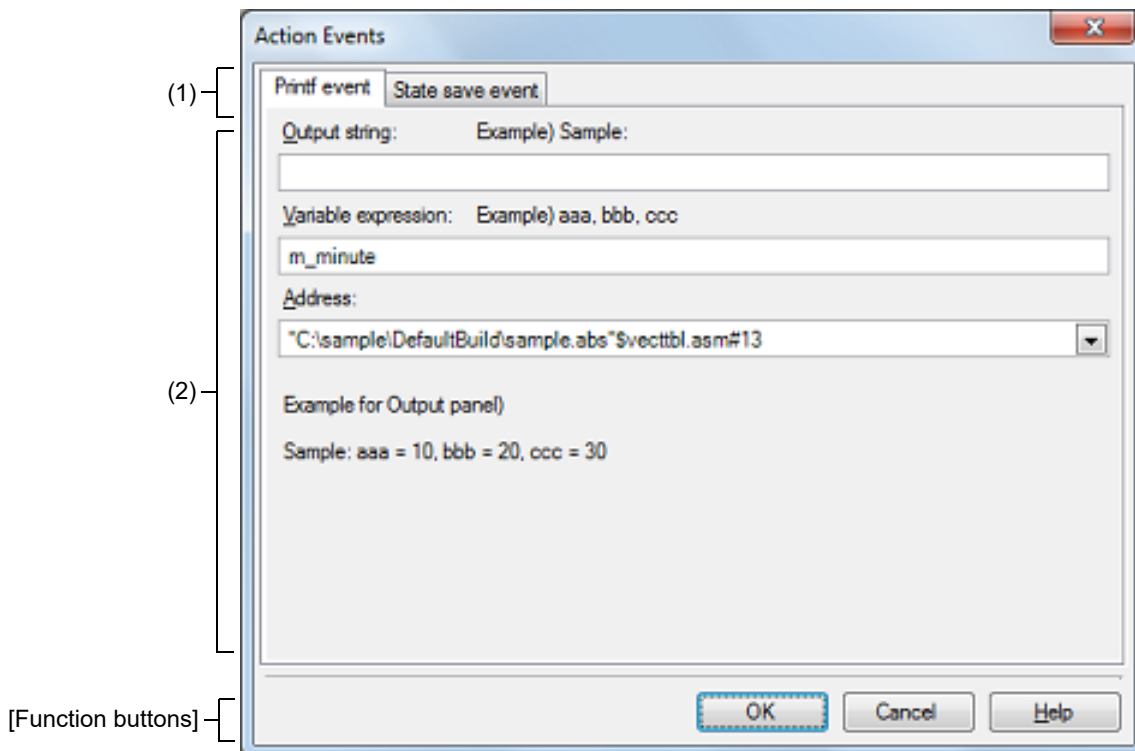 Action Events
(1)
Printf event State save event
Output string: Example) Sample:
Variable expression: Example) aaa, bbb, ccc
m_minute
Address:
"C:\sample\DefaultBuild\sample.abs"$vecttbl.asm#13
(2)
Example for Output panel)
Sample: aaa = 10, bbb = 20, ccc = 30
[Function buttons]
OK Cancel Help